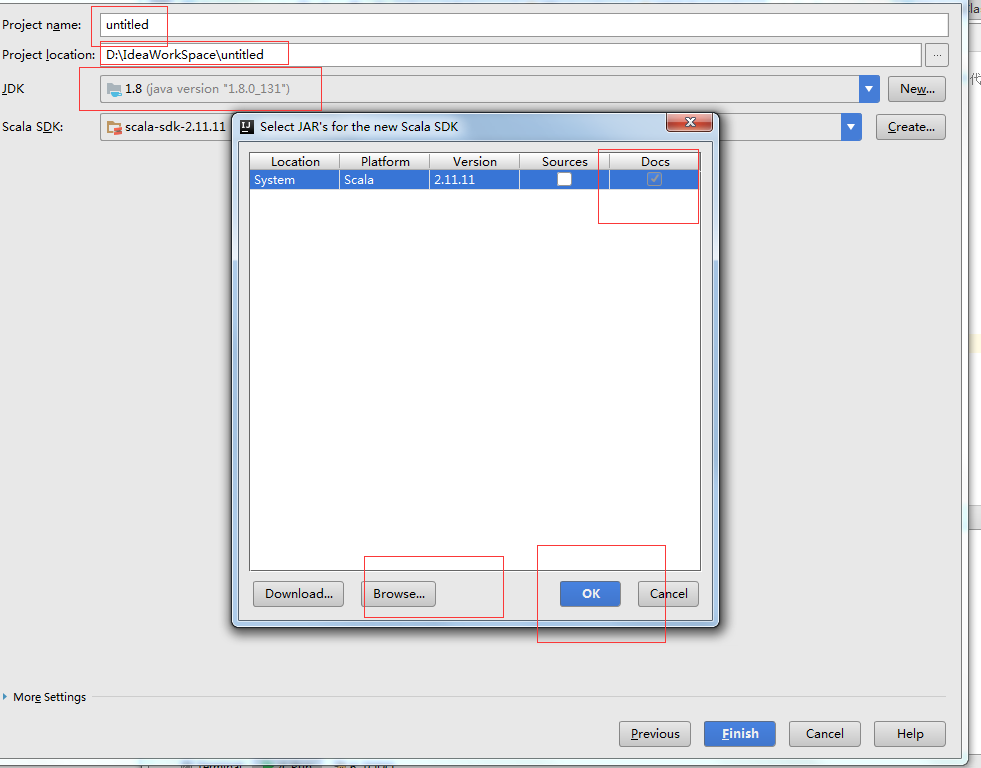 Project name: untitled
Project location: D:\IdeaWorkSpace\untitled ...
JDK 1.8 (java version "1.8.0_131") New...
Scala SDK: scala-sdk-2.11.11 Create...
Select JAR's for the new Scala SDK
Location Platform Version Sources Docs
System Scala 2.11.11
Download... Browse... OK Cancel
More Settings
Previous Finish Cancel Help
代